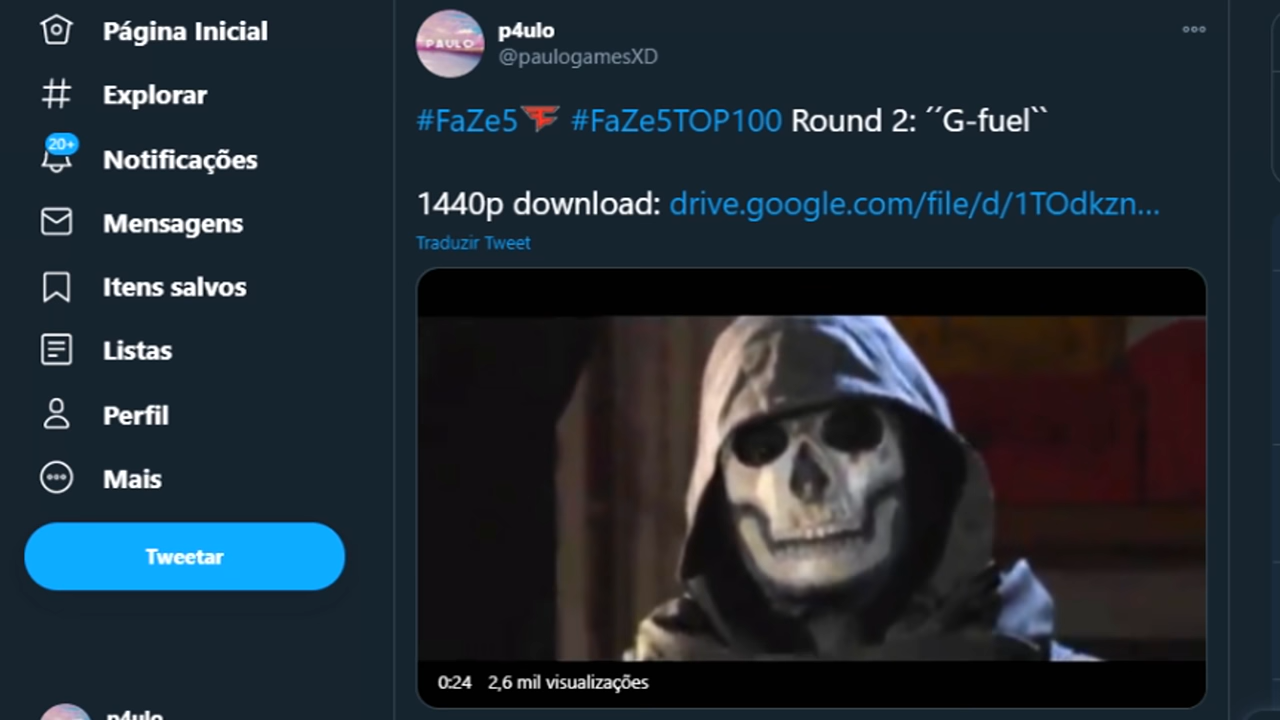 Página Inicial
Explorar
20+
Notificações
Mensagens
Itens salvos
Listas
Perfil
Mais
Tweetar
p4ulo
PAULO
p4ulo
@paulogamesXD
#FaZe5 #FaZe5TOP100 Round 2: ´´G-fuel``
1440p download: drive.google.com/file/d/1TOdkzn...
Traduzir Tweet
0:24 2,6 mil visualizações